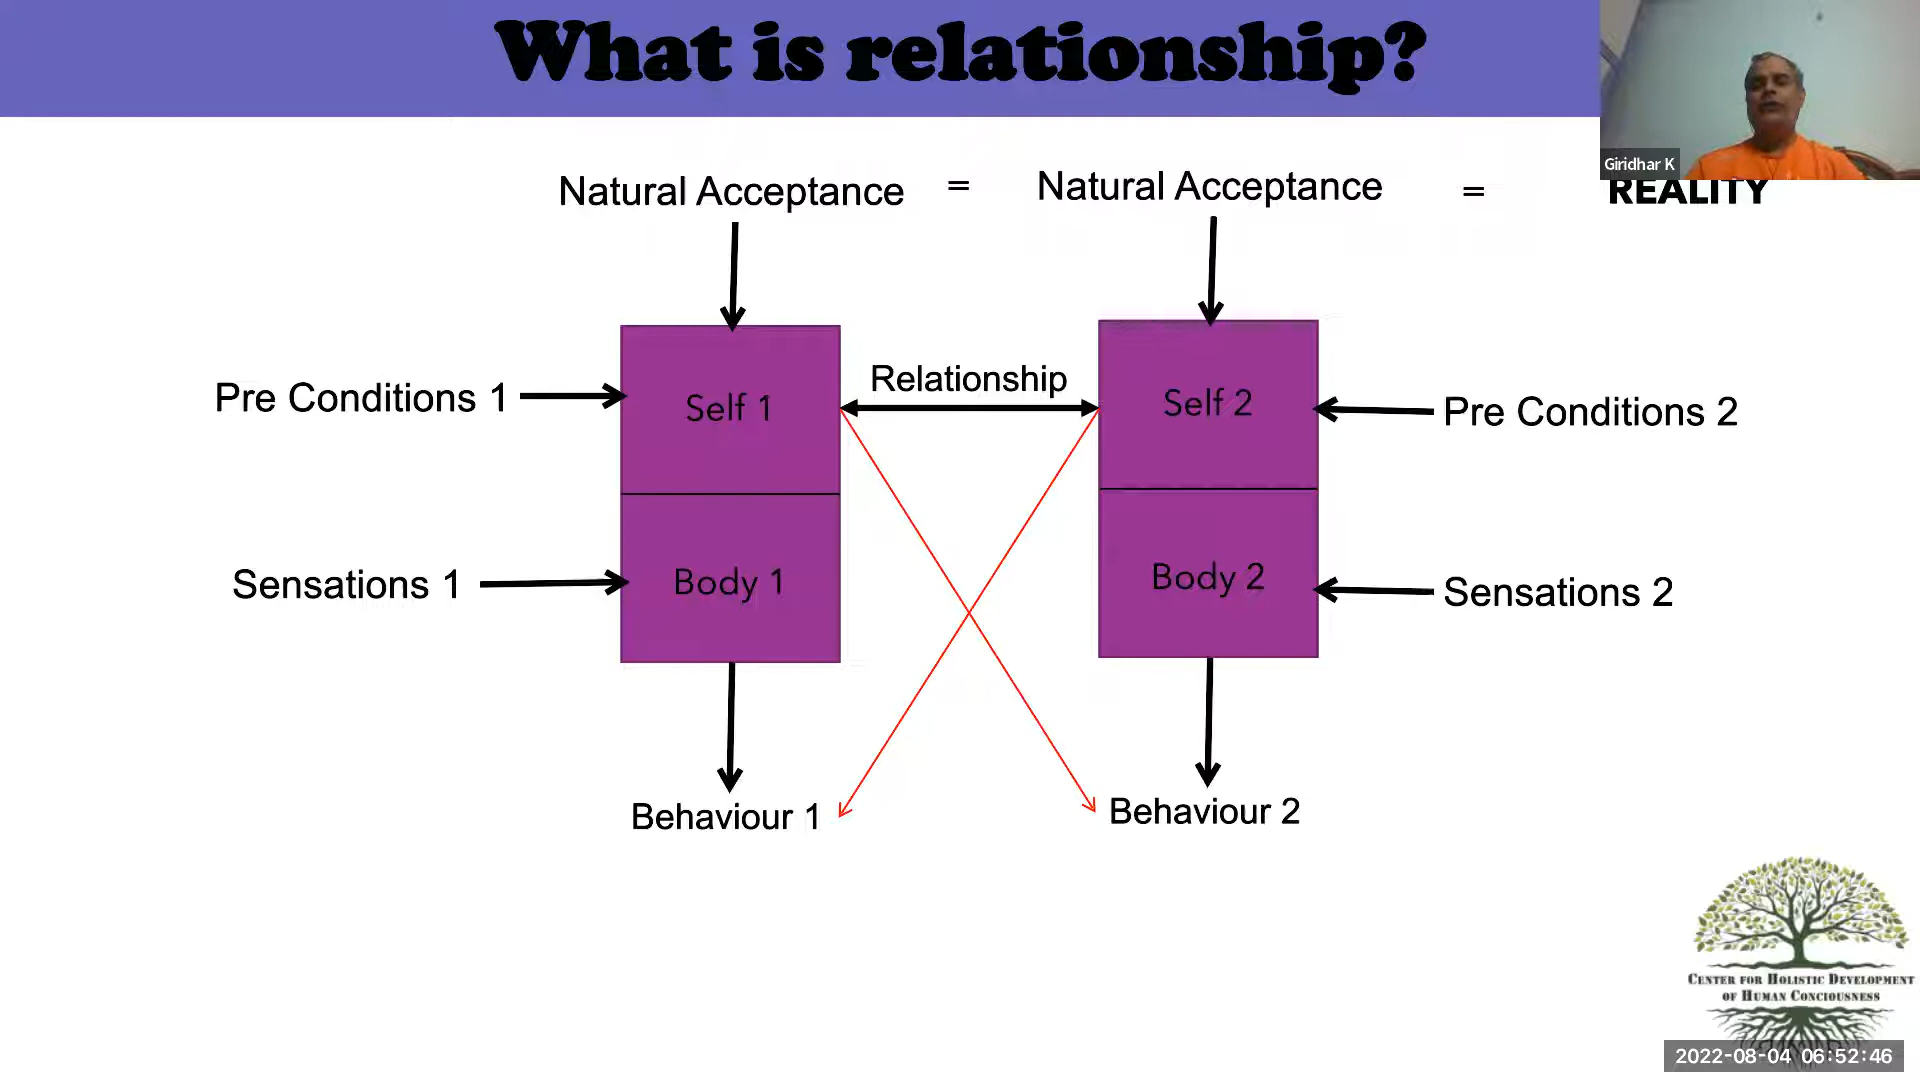 What is relationship?
Giridhar K
Natural Acceptance = Natural Acceptance = REALITY
Pre Conditions 1
Self 1
Relationship
Self 2
Pre Conditions 2
Sensations 1
Body 1
Body 2
Sensations 2
Behaviour 1
Behaviour 2
CENTER FOR HOLISTIC DEVELOPMENT
OF HUMAN CONCIOUSNESS
2022-08-04 06:52:46